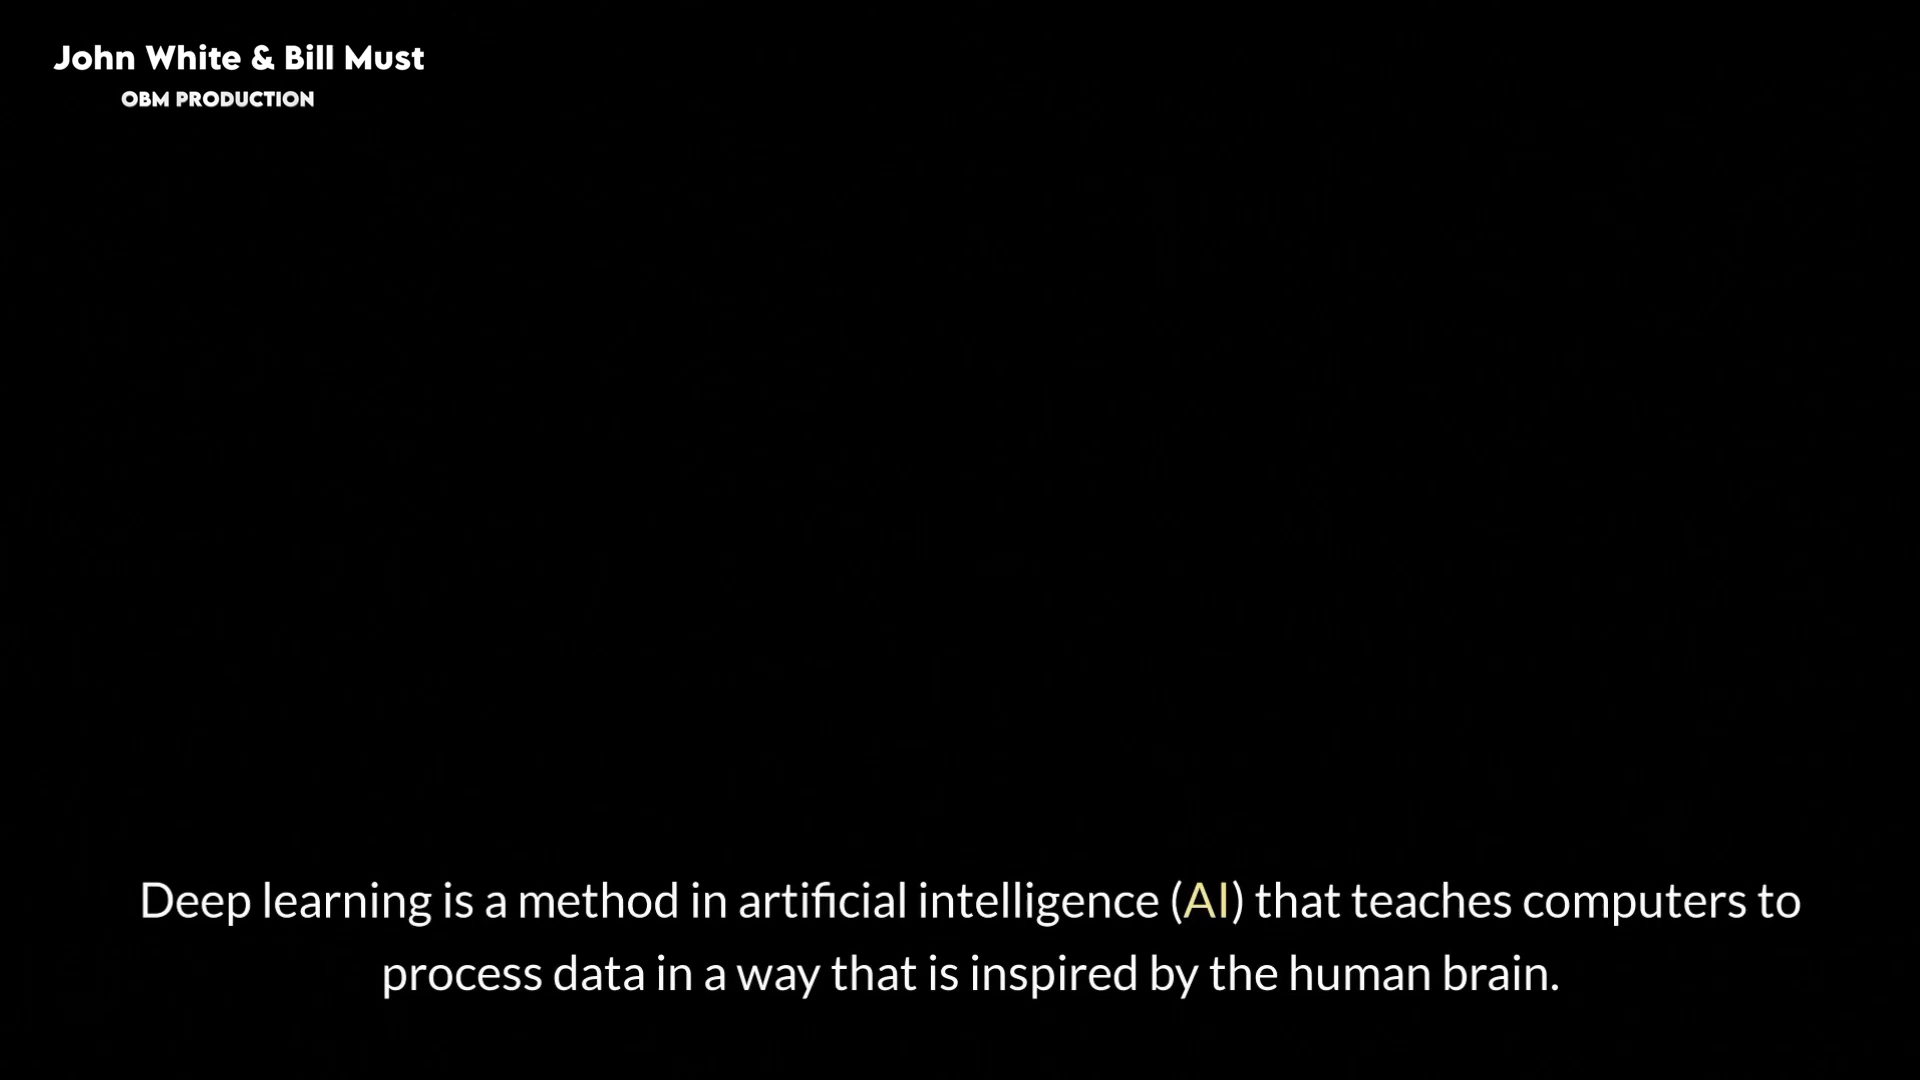 John White & Bill Must
OBM PRODUCTION
Deep learning is a method in artificial intelligence (AI) that teaches computers to
process data in a way that is inspired by the human brain.